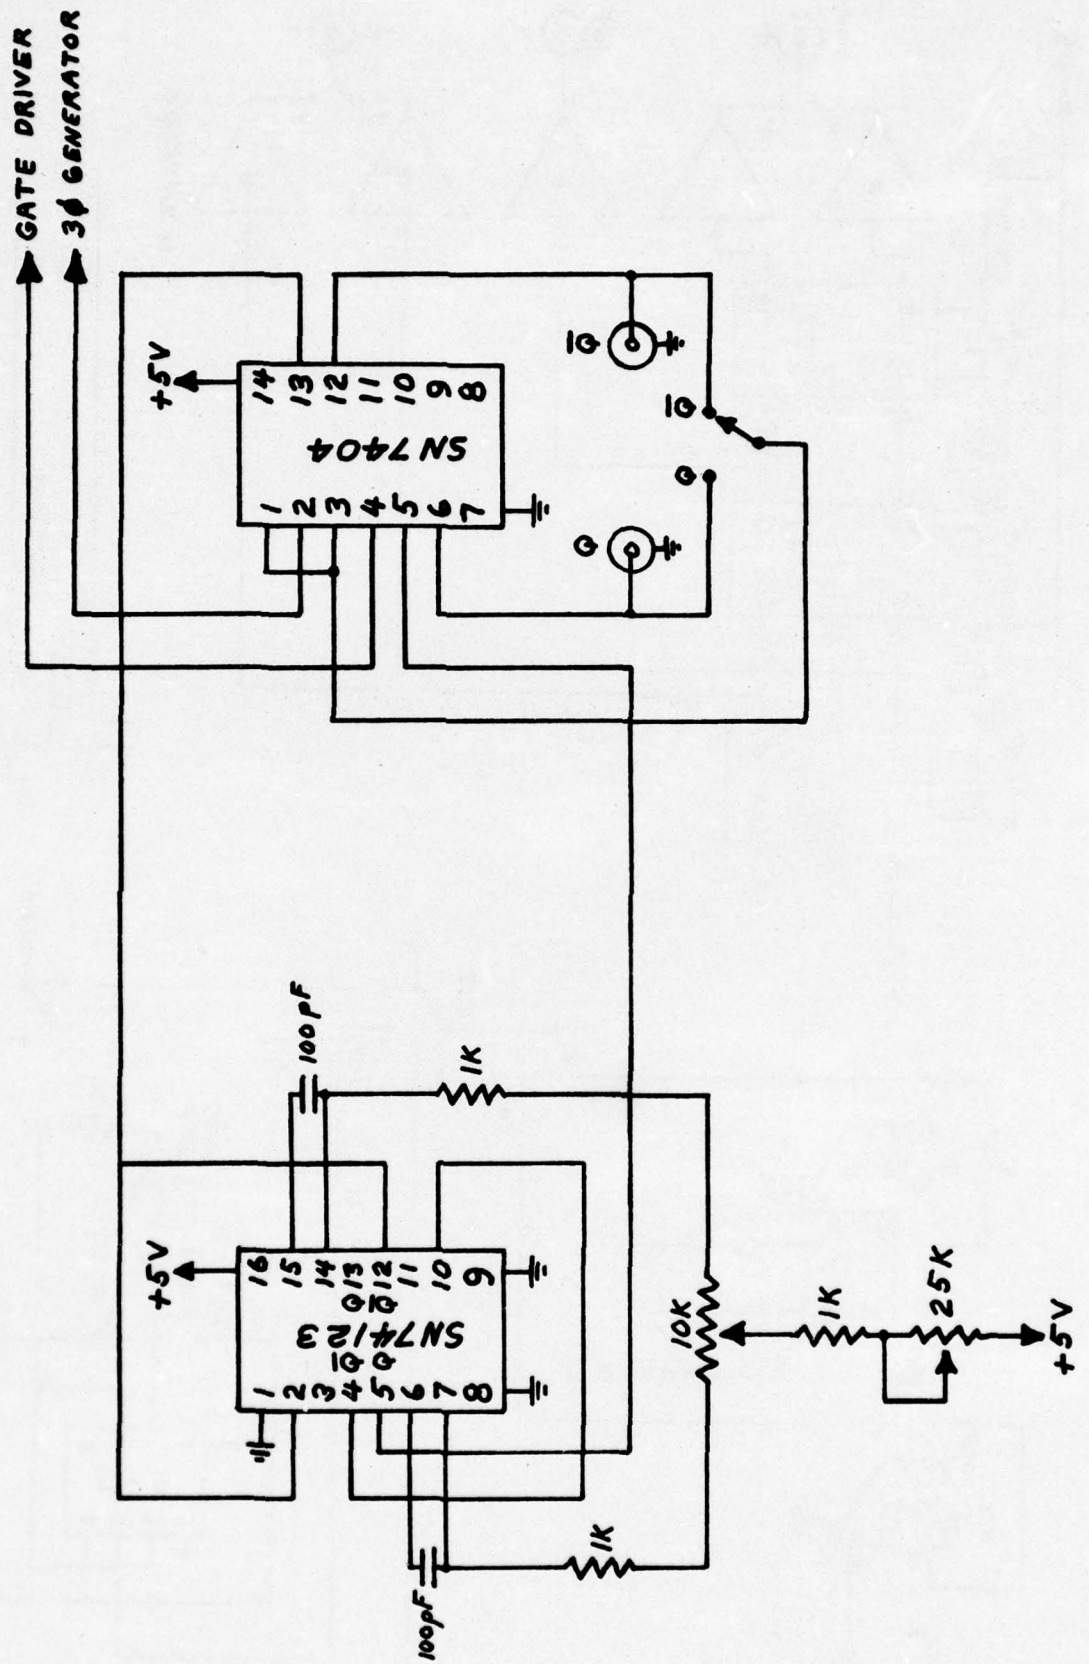 GATE DRIVER
3ϕ GENERATOR
+5V
14
13
12
11
10
9
8
SN7404
1
2
3
4
5
6
7
Q̅
Q
Q̅
Q
100pF
1K
+5V
16
15
14
13 Q
12 Q̅
11
10
9
SN74123
1
2
3
4 Q̅
5 Q
6
7
8
100pF
1K
10K
1K
25K
+5V